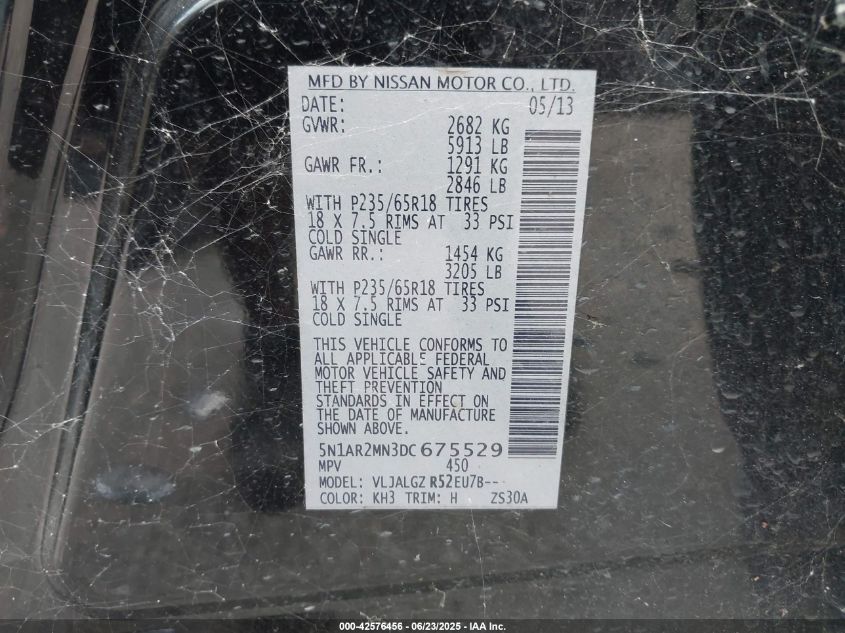 MFD BY NISSAN MOTOR CO., LTD.
DATE: 05/13
GVWR: 2682 KG
5913 LB
GAWR FR.: 1291 KG
2846 LB
WITH P235/65R18 TIRES
18 X 7.5 RIMS AT 33 PSI
COLD SINGLE
GAWR RR.: 1454 KG
3205 LB
WITH P235/65R18 TIRES
18 X 7.5 RIMS AT 33 PSI
COLD SINGLE
THIS VEHICLE CONFORMS TO
ALL APPLICABLE FEDERAL
MOTOR VEHICLE SAFETY AND
THEFT PREVENTION
STANDARDS IN EFFECT ON
THE DATE OF MANUFACTURE
SHOWN ABOVE.
5N1AR2MN3DC675529
MPV 450
MODEL: VLJALGZ R52EU7B--
COLOR: KH3 TRIM: H ZS30A
000-42576456 - 06/23/2025 - IAA Inc.